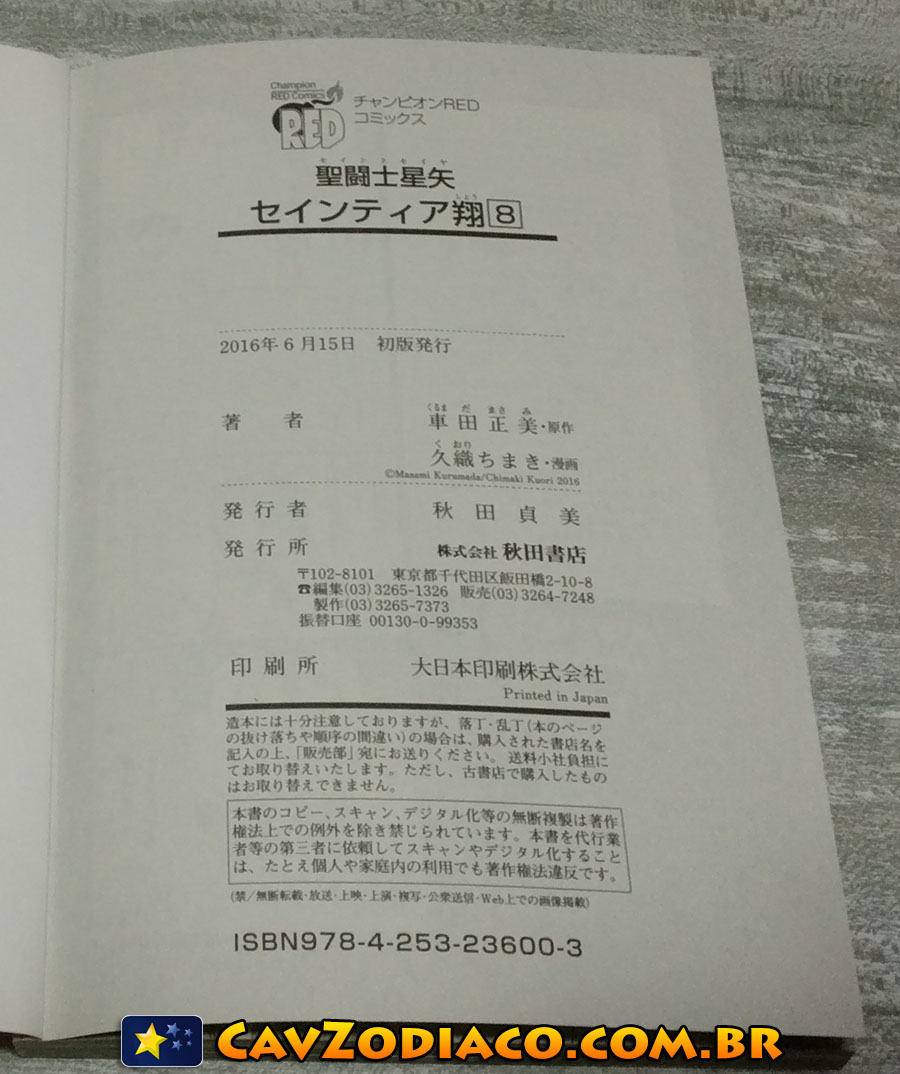 Champion
RED Comics
RED
チャンピオンRED
コミックス
セイントセイヤ
聖闘士星矢
しょう
セインティア翔8
2016年6月15日 初版発行
くるまだまさみ
著者 車田正美・原作
くおり
久織ちまき・漫画
©Masami Kurumada/Chimaki Kuori 2016
発行者 秋田貞美
発行所 株式会社 秋田書店
〒102-8101 東京都千代田区飯田橋2-10-8
☎編集(03)3265-1326 販売(03)3264-7248
製作(03)3265-7373
振替口座 00130-0-99353
印刷所 大日本印刷株式会社
Printed in Japan
造本には十分注意しておりますが、落丁・乱丁(本のページ
の抜け落ちや順序の間違い)の場合は、購入された書店名を
記入の上、「販売部」宛にお送りください。送料小社負担に
てお取り替えいたします。ただし、古書店で購入したもの
はお取り替えできません。
本書のコピー、スキャン、デジタル化等の無断複製は著作
権法上での例外を除き禁じられています。本書を代行業
者等の第三者に依頼してスキャンやデジタル化すること
は、たとえ個人や家庭内の利用でも著作権法違反です。
(禁/無断転載・放送・上映・上演・複写・公衆送信・Web上での画像掲載)
ISBN978-4-253-23600-3
CavZodiaco.com.br